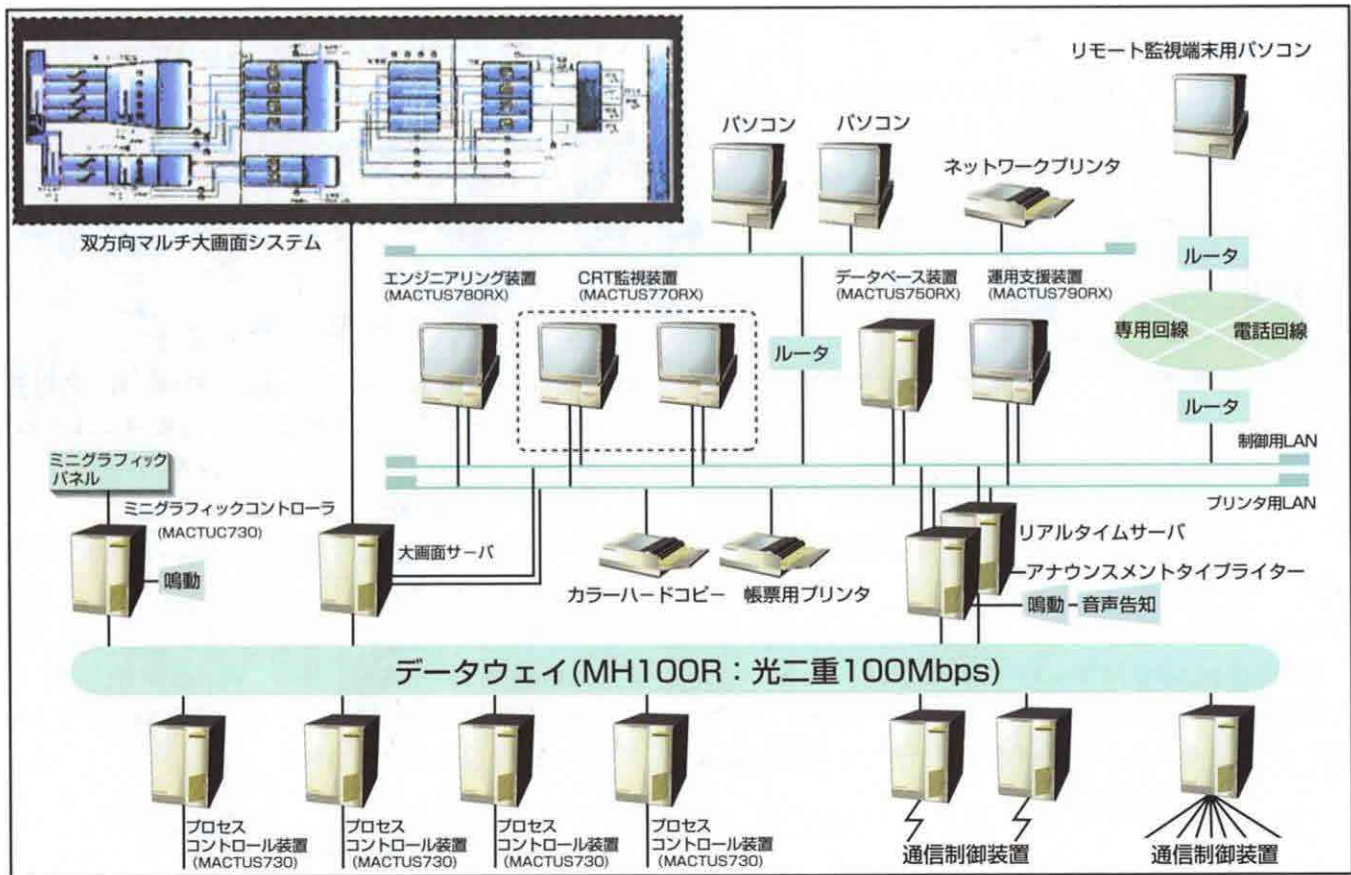 リモート監視端末用パソコン
パソコン
パソコン
ネットワークプリンタ
双方向マルチ大画面システム
ルータ
エンジニアリング装置
(MACTUS780RX)
CRT監視装置
(MACTUS770RX)
データベース装置
(MACTUS750RX)
運用支援装置
(MACTUS790RX)
専用回線
電話回線
ルータ
ルータ
制御用LAN
ミニグラフィック
パネル
プリンタ用LAN
ミニグラフィックコントローラ
(MACTUC730)
大画面サーバ
リアルタイムサーバ
鳴動
カラーハードコピー
帳票用プリンタ
アナウンスメントタイプライター
鳴動
音声告知
データウェイ(MH100R：光二重100Mbps)
プロセス
コントロール装置
(MACTUS730)
プロセス
コントロール装置
(MACTUS730)
プロセス
コントロール装置
(MACTUS730)
プロセス
コントロール装置
(MACTUS730)
通信制御装置
通信制御装置